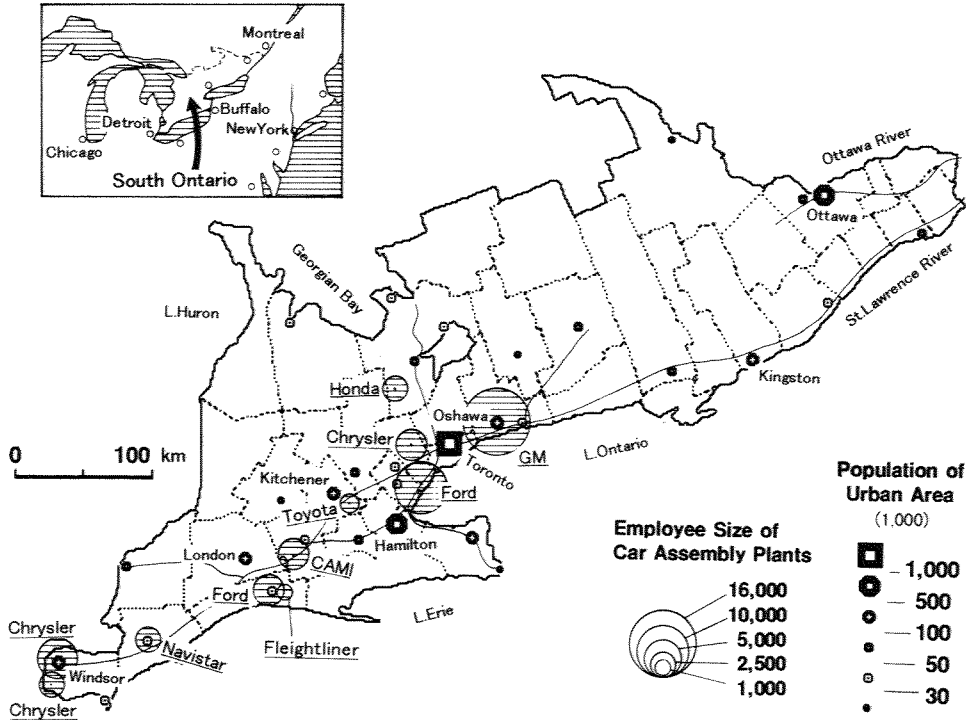 Montreal
Buffalo
Detroit
NewYork
Chicago
South Ontario
Ottawa River
Ottawa
St.Lawrence River
Georgian Bay
L.Huron
Kingston
Honda
Oshawa
Chrysler
GM
L.Ontario
Toronto
0 100 km
Kitchener
Ford
Toyota
Hamilton
London
CAMI
Ford
L.Erie
Fleightliner
Chrysler
Navistar
Windsor
Chrysler
Employee Size of
Car Assembly Plants
16,000
10,000
5,000
2,500
1,000
Population of
Urban Area
(1.000)
1,000
500
100
50
30